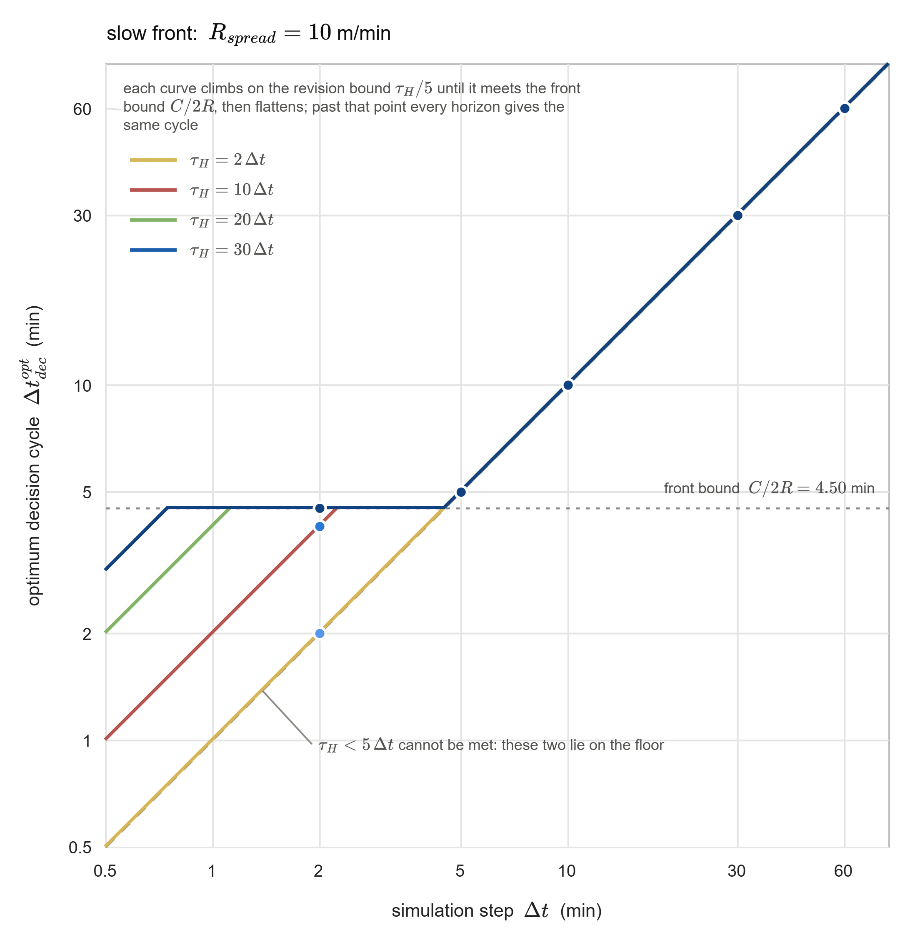 slow front: R_{spread} = 10 m/min
each curve climbs on the revision bound τ_H/5 until it meets the front
bound C/2R, then flattens; past that point every horizon gives the
same cycle
τ_H = 2 Δt
τ_H = 10 Δt
τ_H = 20 Δt
τ_H = 30 Δt
60
30
10
5
2
1
0.5
optimum decision cycle Δt_{dec}^{opt} (min)
front bound C/2R = 4.50 min
τ_H < 5 Δt cannot be met: these two lie on the floor
0.5 1 2 5 10 30 60
simulation step Δt (min)